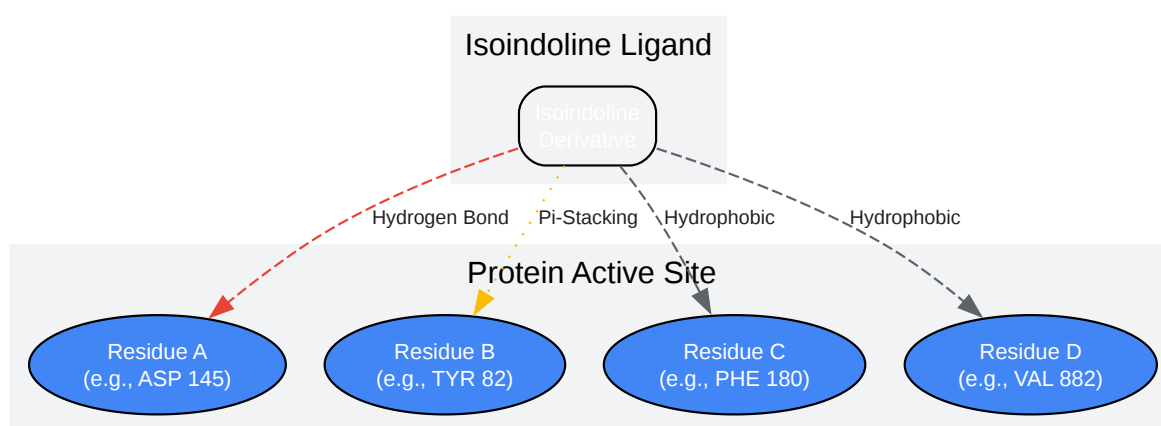 Isoindoline Ligand
Isoindoline
Derivative
Hydrogen Bond
Pi-Stacking
Hydrophobic
Hydrophobic
Protein Active Site
Residue A
(e.g., ASP 145)
Residue B
(e.g., TYR 82)
Residue C
(e.g., PHE 180)
Residue D
(e.g., VAL 882)